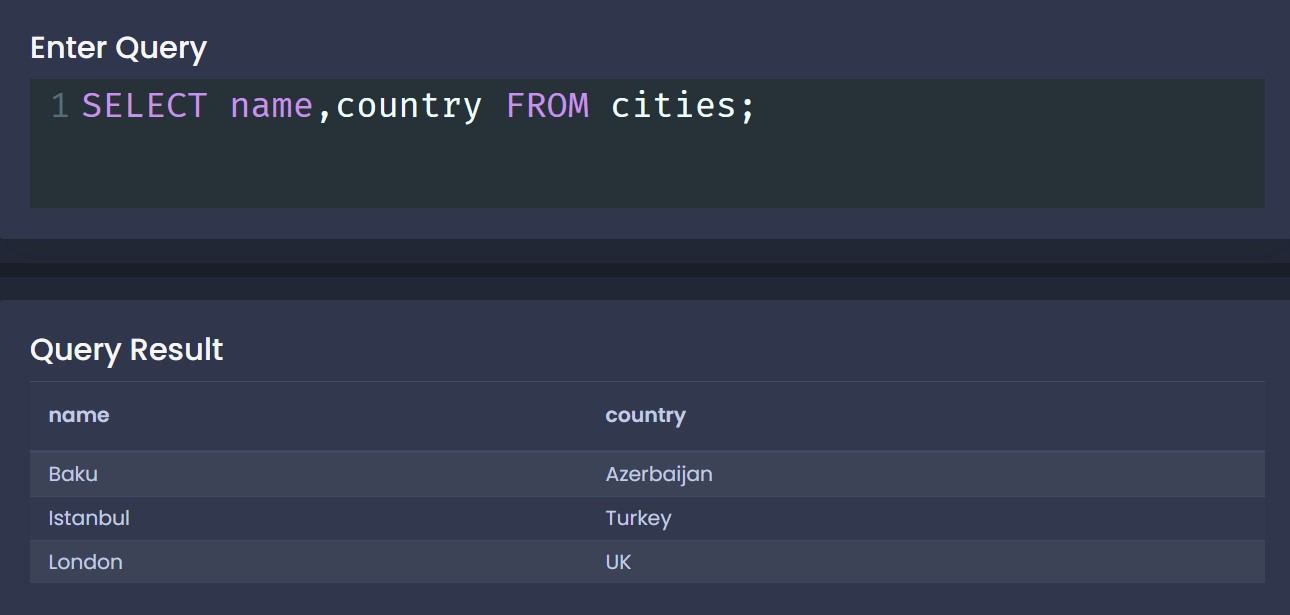 Enter Query
1 SELECT name,country FROM cities;
Query Result
name country
Baku Azerbaijan
Istanbul Turkey
London UK